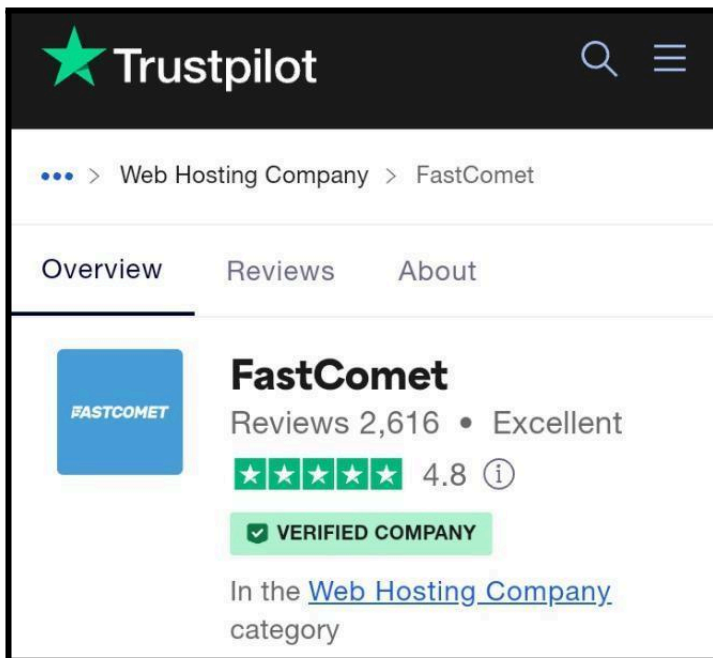 Trustpilot
••• > Web Hosting Company > FastComet
Overview Reviews About
FASTCOMET
FastComet
Reviews 2,616 • Excellent
4.8
VERIFIED COMPANY
In the Web Hosting Company
category